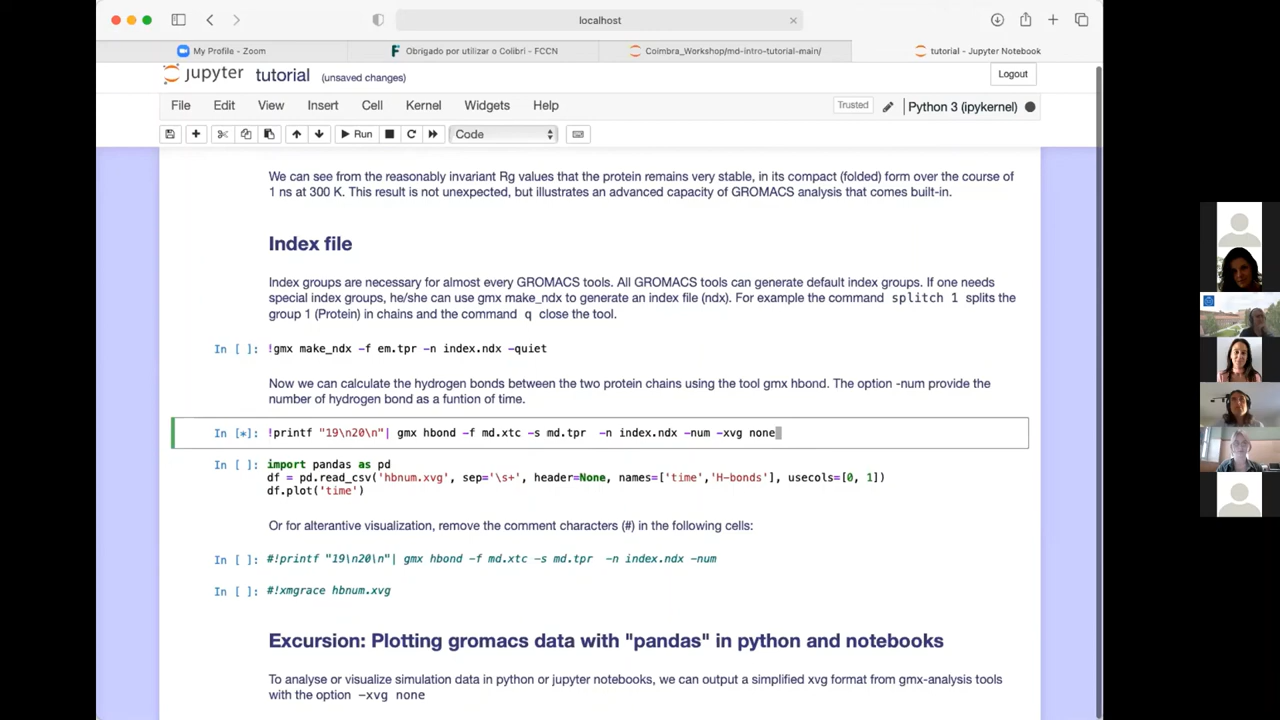 localhost
My Profile - Zoom
Obrigado por utilizar o Colibri - FCCN
Coimbra_Workshop/md-intro-tutorial-main/
tutorial - Jupyter Notebook
jupyter tutorial (unsaved changes)
Logout
File Edit View Insert Cell Kernel Widgets Help
Trusted
Python 3 (ipykernel)
Run
Code
We can see from the reasonably invariant Rg values that the protein remains very stable, in its compact (folded) form over the course of
1 ns at 300 K. This result is not unexpected, but illustrates an advanced capacity of GROMACS analysis that comes built-in.
Index file
Index groups are necessary for almost every GROMACS tools. All GROMACS tools can generate default index groups. If one needs
special index groups, he/she can use gmx make_ndx to generate an index file (ndx). For example the command splitch 1 splits the
group 1 (Protein) in chains and the command q close the tool.
In [ ]: !gmx make_ndx -f em.tpr -n index.ndx -quiet
Now we can calculate the hydrogen bonds between the two protein chains using the tool gmx hbond. The option -num provide the
number of hydrogen bond as a funtion of time.
In [*]: !printf "19\n20\n"| gmx hbond -f md.xtc -s md.tpr -n index.ndx -num -xvg none
In [ ]: import pandas as pd
df = pd.read_csv('hbnum.xvg', sep='\s+', header=None, names=['time','H-bonds'], usecols=[0, 1])
df.plot('time')
Or for alterantive visualization, remove the comment characters (#) in the following cells:
In [ ]: #!printf "19\n20\n"| gmx hbond -f md.xtc -s md.tpr -n index.ndx -num
In [ ]: #!xmgrace hbnum.xvg
Excursion: Plotting gromacs data with "pandas" in python and notebooks
To analyse or visualize simulation data in python or jupyter notebooks, we can output a simplified xvg format from gmx-analysis tools
with the option -xvg none